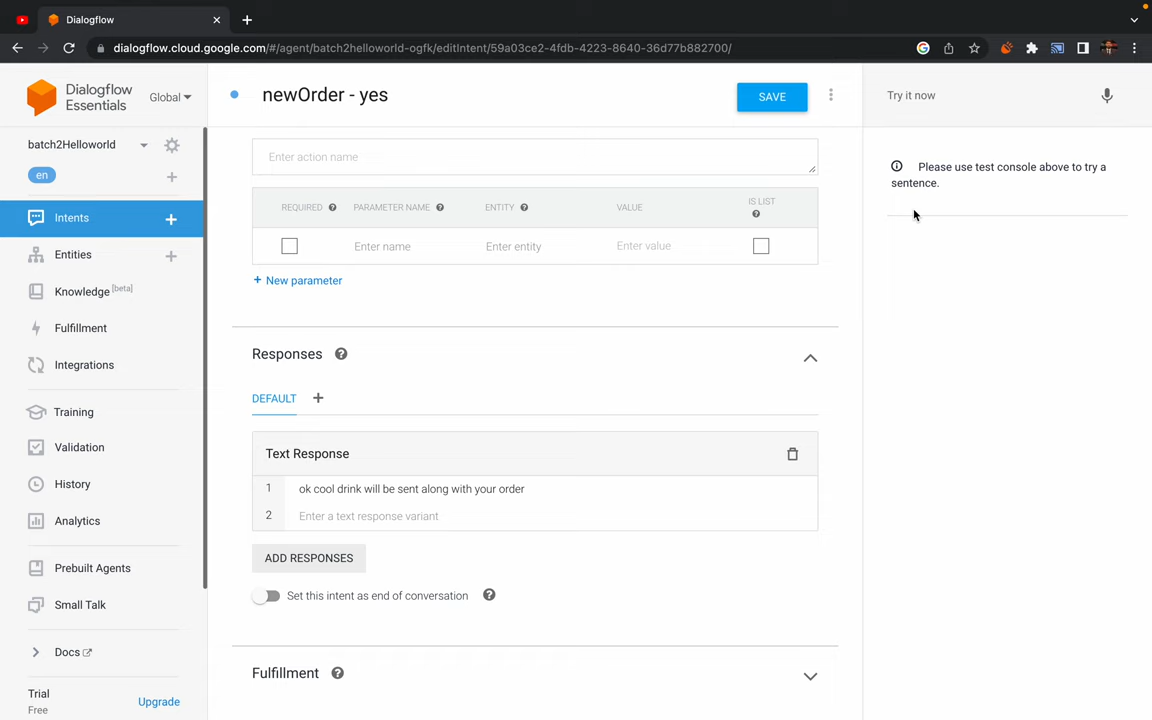 Dialogflow
dialogflow.cloud.google.com/#/agent/batch2helloworld-ogfk/editIntent/59a03ce2-4fdb-4223-8640-36d77b882700/
Dialogflow
Essentials
Global
batch2Helloworld
en
Intents
Entities
Knowledge [beta]
Fulfillment
Integrations
Training
Validation
History
Analytics
Prebuilt Agents
Small Talk
Docs
Trial
Free
Upgrade
newOrder - yes
SAVE
Enter action name
REQUIRED PARAMETER NAME ENTITY VALUE IS LIST
Enter name Enter entity Enter value
+ New parameter
Responses
DEFAULT +
Text Response
1 ok cool drink will be sent along with your order
2 Enter a text response variant
ADD RESPONSES
Set this intent as end of conversation
Fulfillment
Try it now
Please use test console above to try a
sentence.